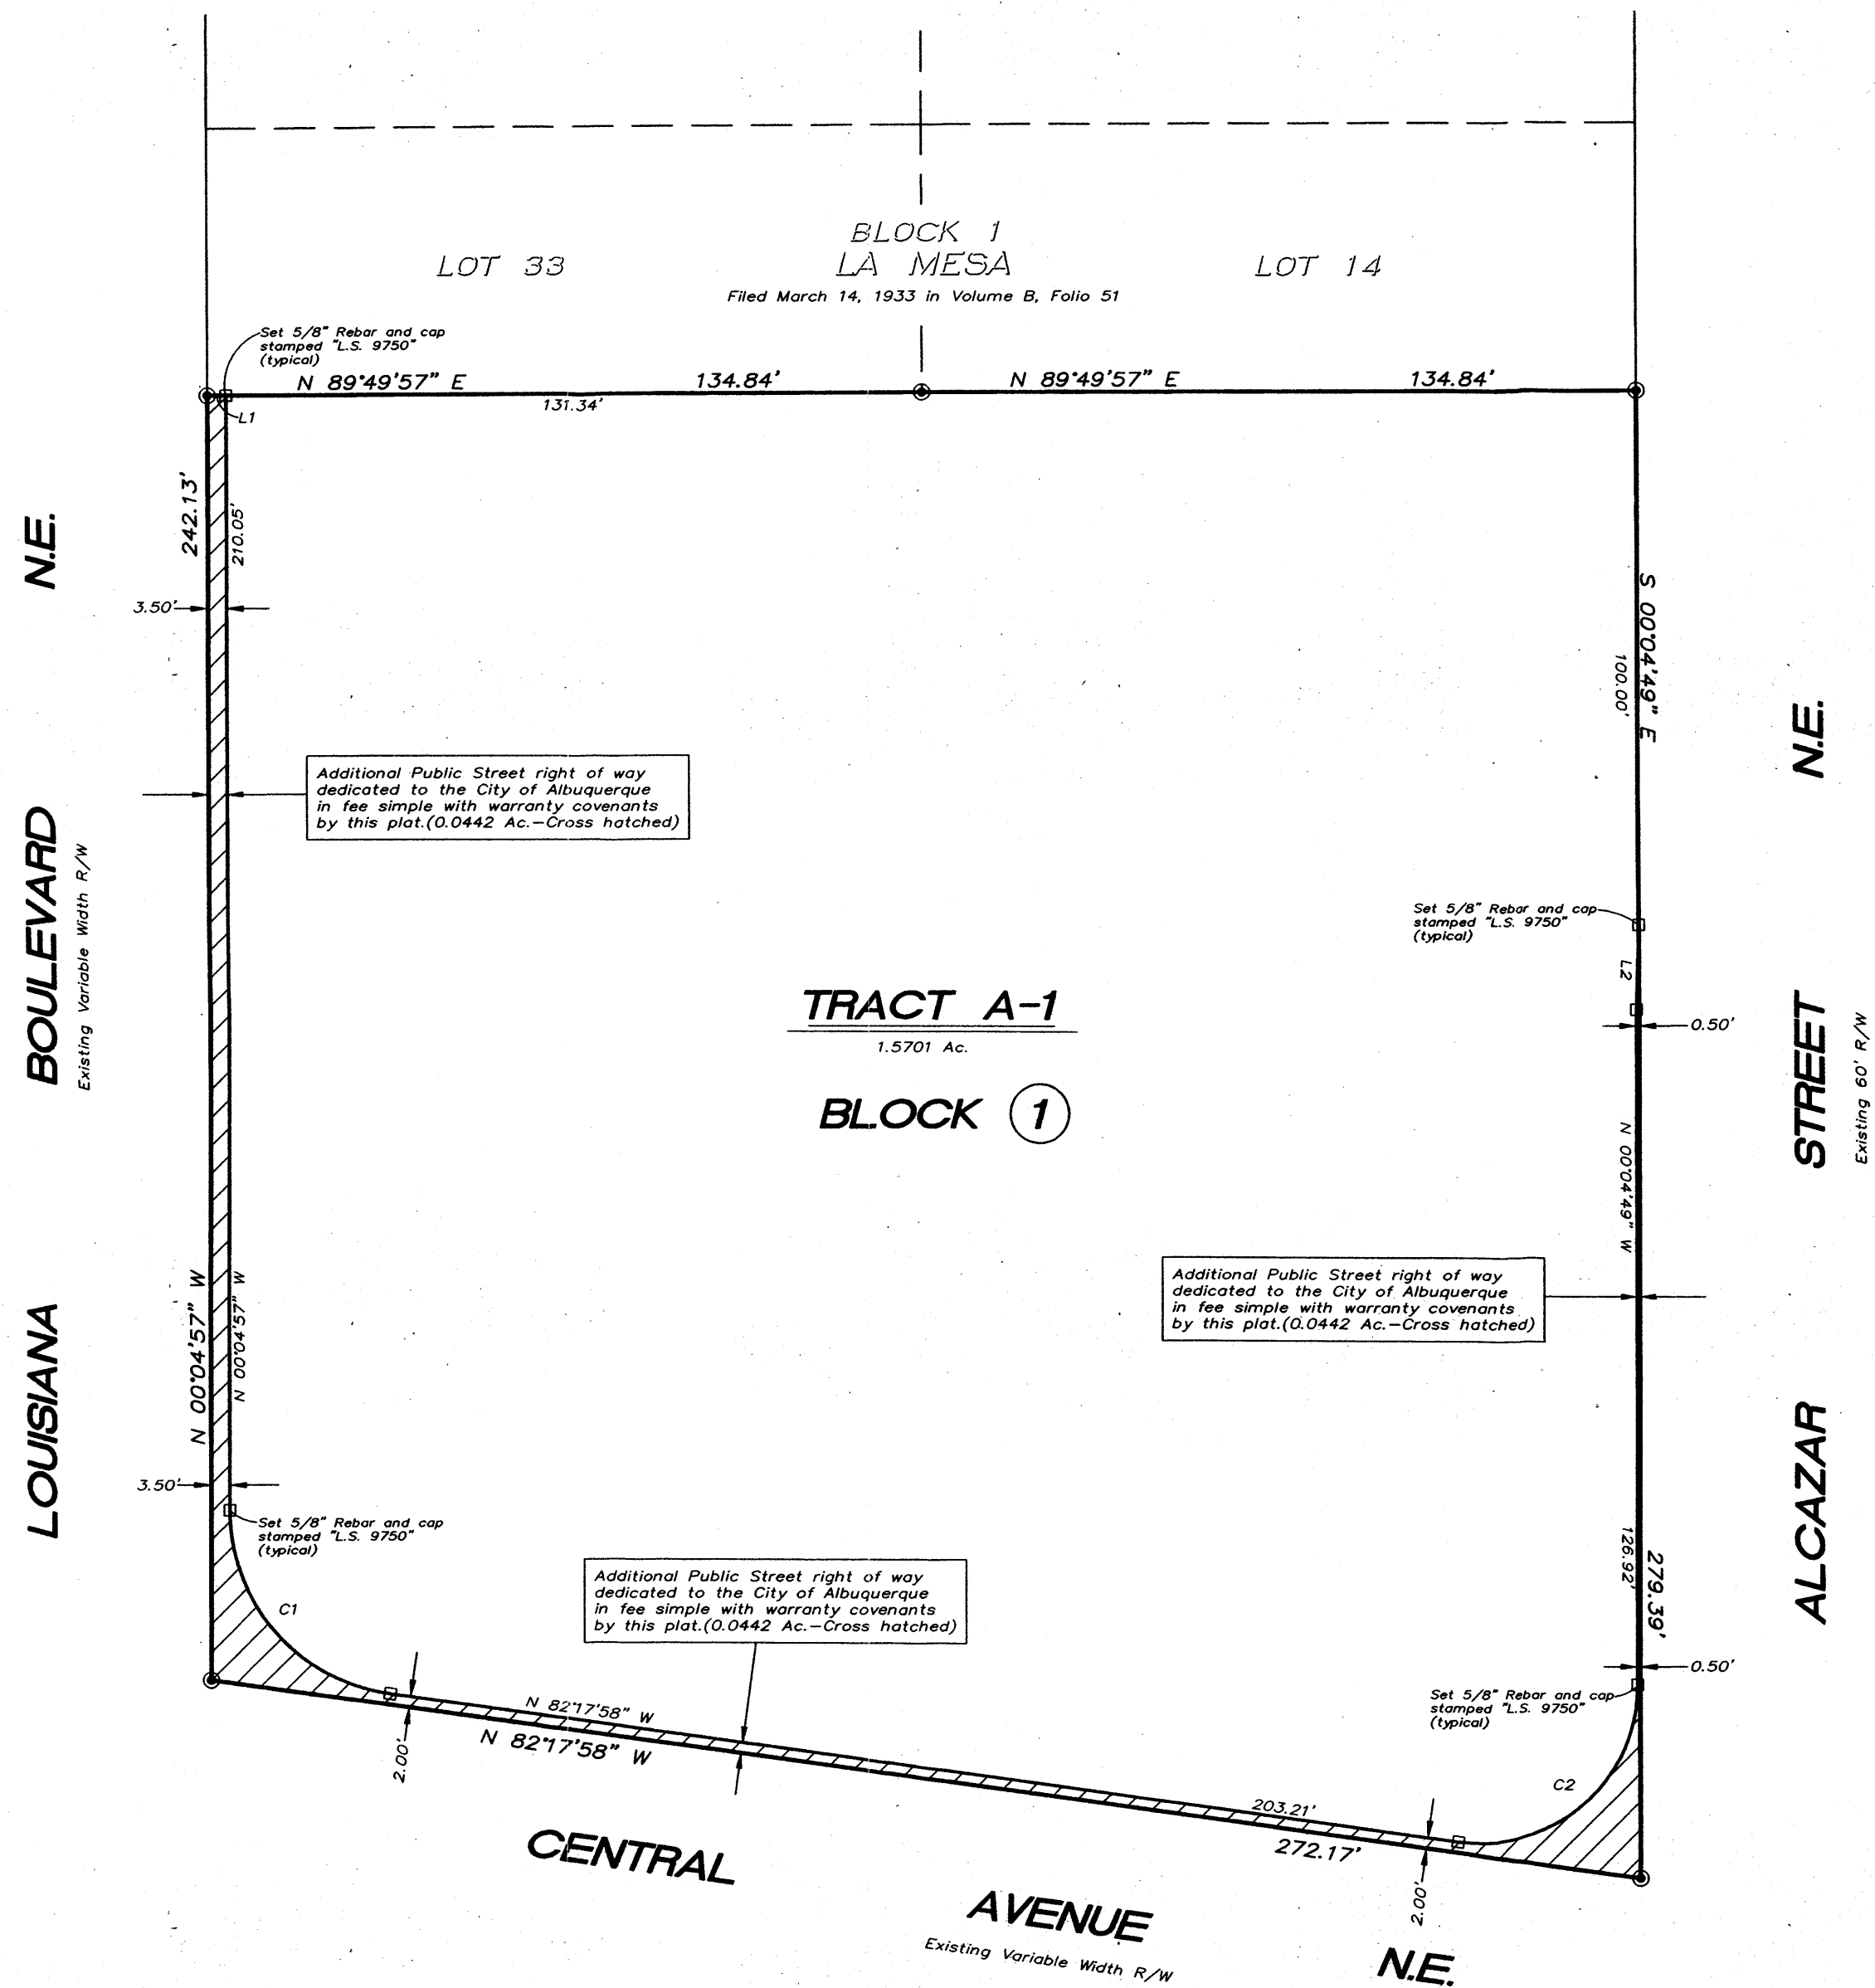 BLOCK 1
LOT 33
LA MESA
LOT 14
Filed March 14, 1933 in Volume B, Folio 51
Set 5/8" Rebar and cap
stamped "L.S. 9750"
(typical)
N 89°49'57" E
134.84'
N 89°49'57" E
134.84'
131.34'
L1
242.13'
210.05'
3.50'
S 00°04'49" E
100.00'
LOUISIANA BOULEVARD N.E.
Existing Variable Width R/W
Additional Public Street right of way
dedicated to the City of Albuquerque
in fee simple with warranty covenants
by this plat.(0.0442 Ac.-Cross hatched)
Set 5/8" Rebar and cap
stamped "L.S. 9750"
(typical)
L2
0.50'
TRACT A-1
1.5701 Ac.
BLOCK 1
ALCAZAR STREET N.E.
Existing 60' R/W
N 00°04'49" W
Additional Public Street right of way
dedicated to the City of Albuquerque
in fee simple with warranty covenants
by this plat.(0.0442 Ac.-Cross hatched)
N 00°04'57" W
N 00°04'57" W
3.50'
Set 5/8" Rebar and cap
stamped "L.S. 9750"
(typical)
C1
126.92'
279.39'
Additional Public Street right of way
dedicated to the City of Albuquerque
in fee simple with warranty covenants
by this plat.(0.0442 Ac.-Cross hatched)
0.50'
Set 5/8" Rebar and cap
stamped "L.S. 9750"
(typical)
N 82°17'58" W
N 82°17'58" W
2.00'
C2
203.21'
272.17'
2.00'
CENTRAL AVENUE N.E.
Existing Variable Width R/W